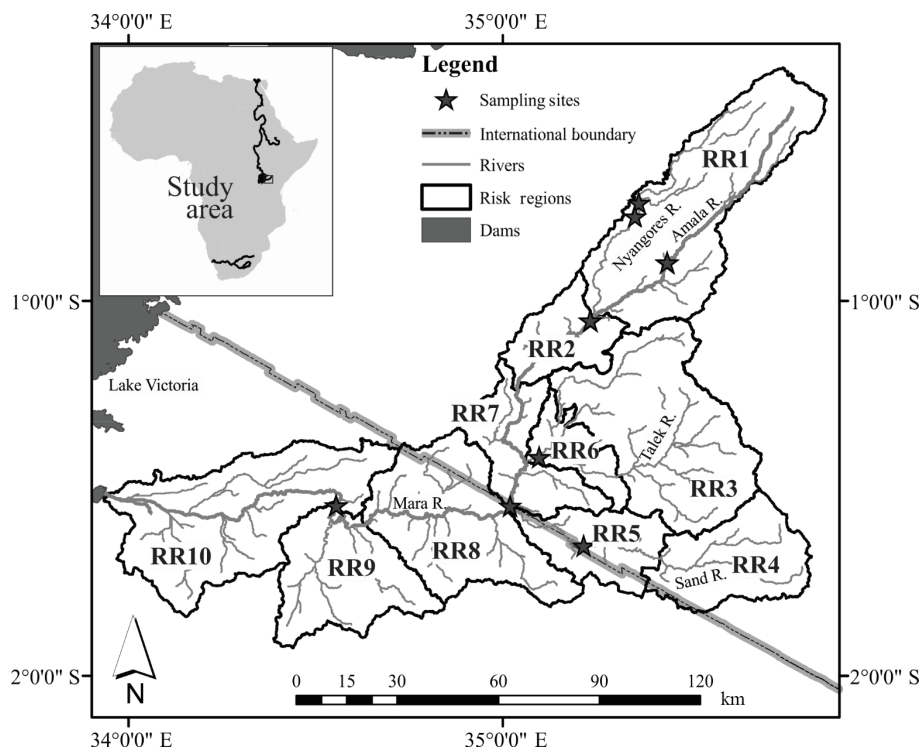 34°0'0" E
35°0'0" E
Study
area
Legend
Sampling sites
International boundary
Rivers
Risk regions
Dams
RR1
Nyangores R.
Amala R.
1°0'0" S
1°0'0" S
RR2
Lake Victoria
RR7
RR6
Talek R.
RR3
Mara R.
RR10
RR9
RR8
RR5
RR4
Sand R.
2°0'0" S
2°0'0" S
N
0 15 30 60 90 120
km
34°0'0" E
35°0'0" E